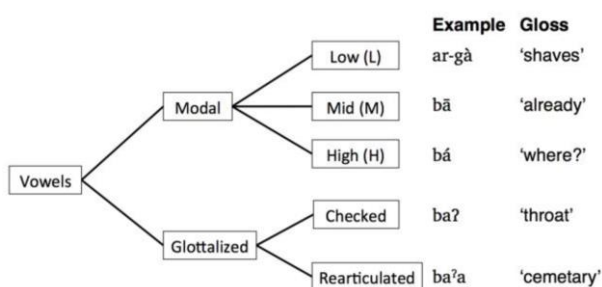 Example Gloss
Low (L) ar-gà ‘shaves’
Modal Mid (M) bā ‘already’
High (H) bá ‘where?’
Vowels
Checked baʔ ‘throat’
Glottalized
Rearticulated baˀa ‘cemetary’